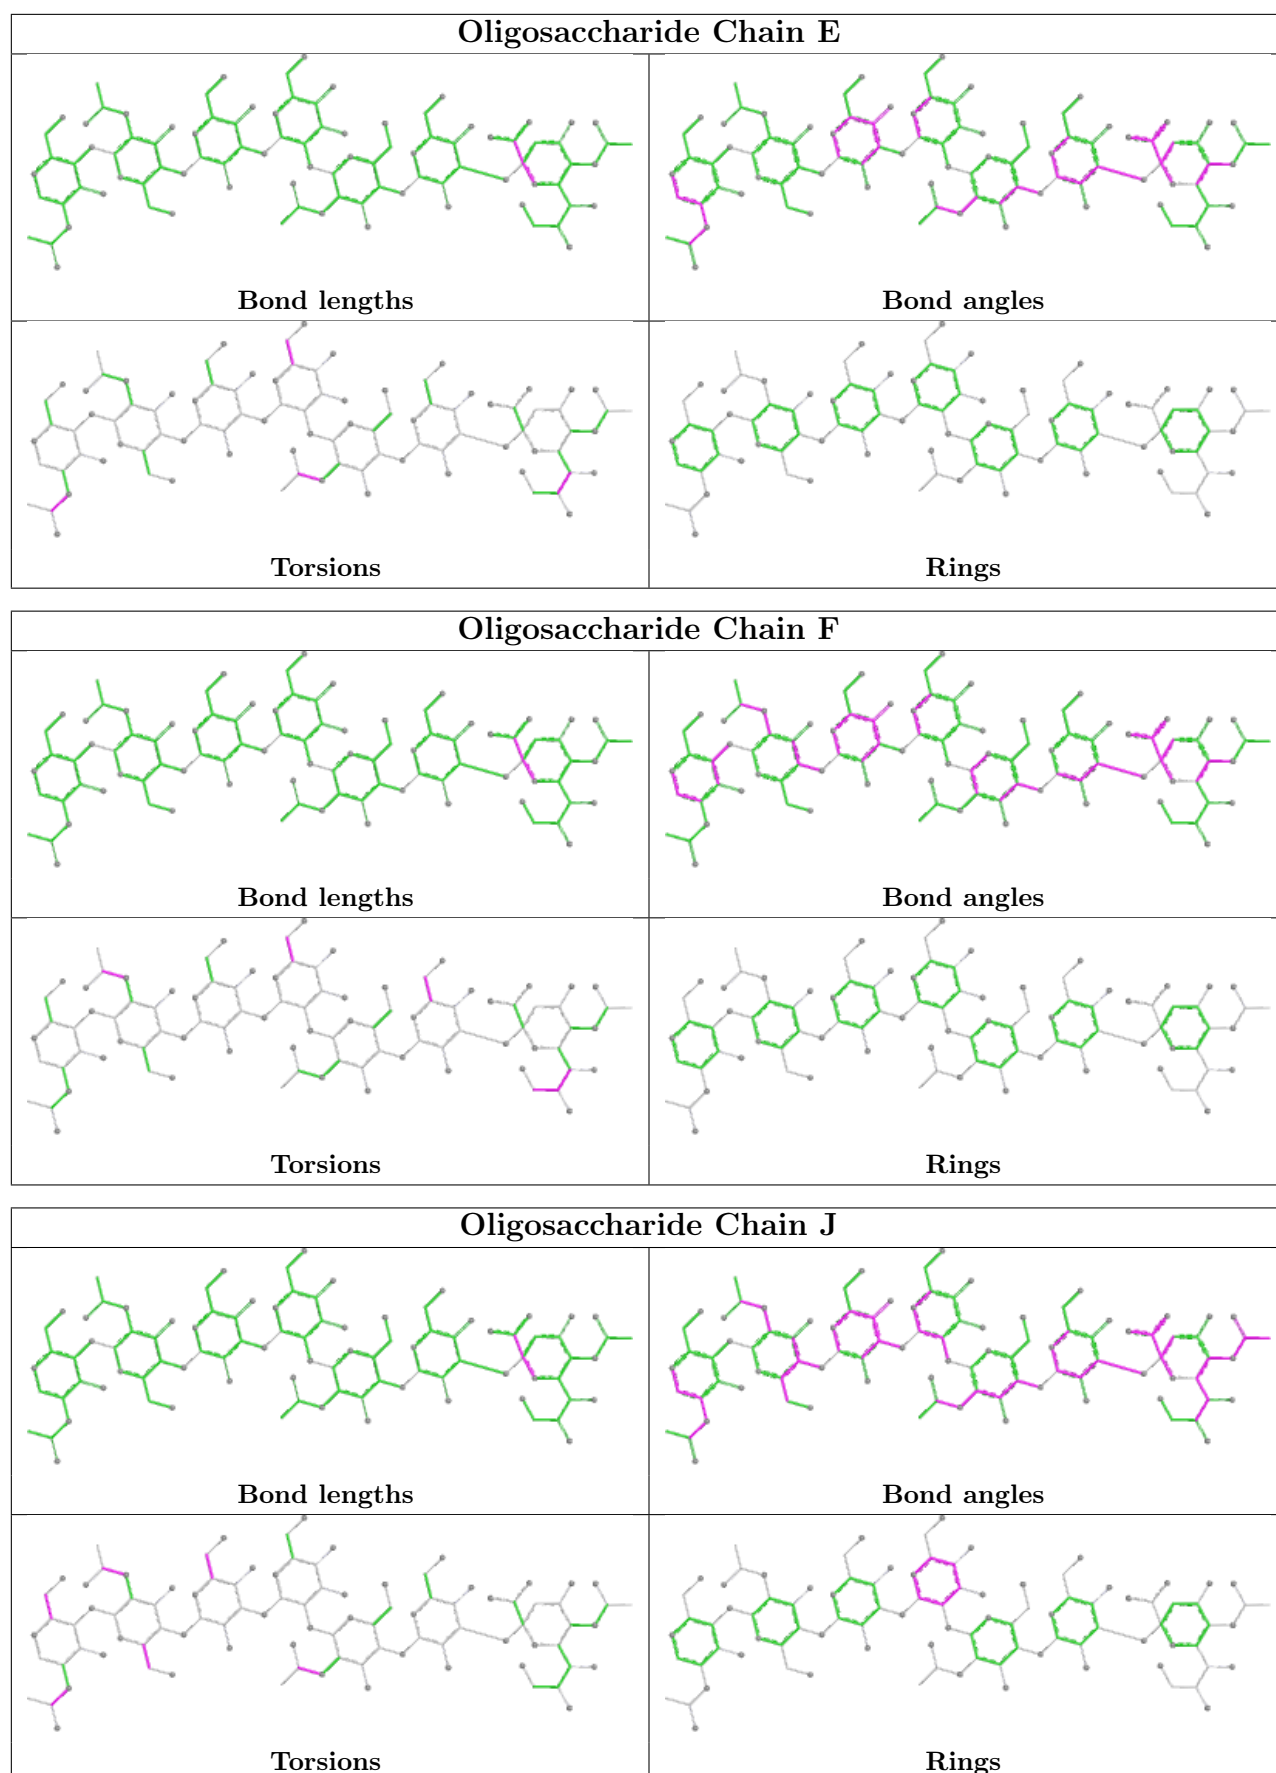 Oligosaccharide Chain E
Bond lengths
Bond angles
Torsions
Rings
Oligosaccharide Chain F
Bond lengths
Bond angles
Torsions
Rings
Oligosaccharide Chain J
Bond lengths
Bond angles
Torsions
Rings